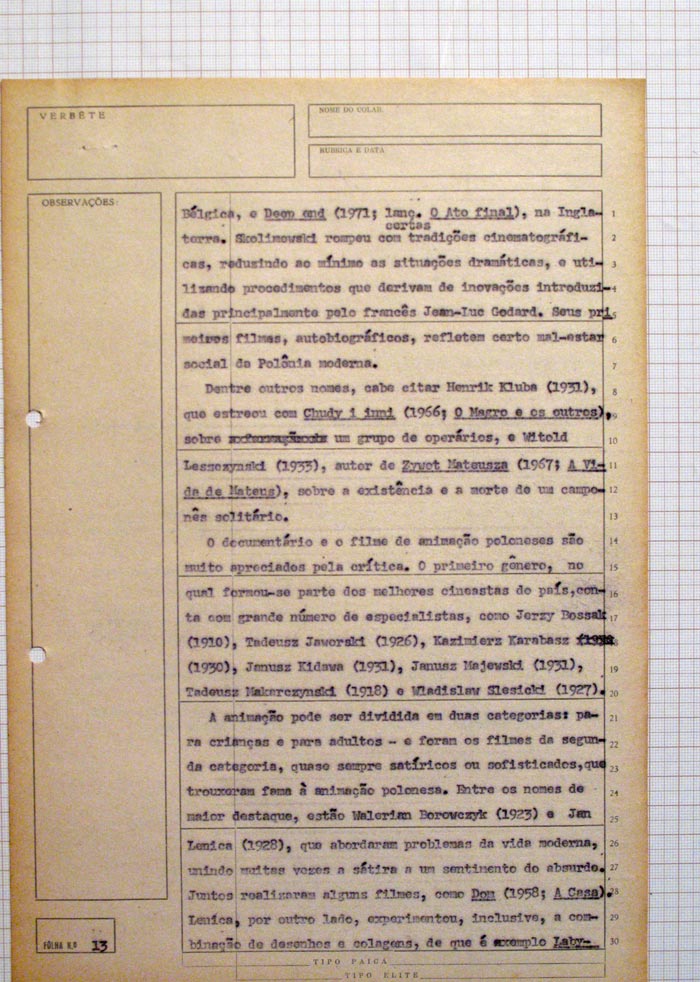 VERBÊTE
NOME DO COLAB.
RUBRICA E DATA
OBSERVAÇÕES:
Bélgica, e Deep end (1971; lanç. O Ato final), na Ingla- 1
certas
terra. Skolimowski rompeu com tradições cinematográfi- 2
cas, reduzindo ao mínimo as situações dramáticas, e uti- 3
lizando procedimentos que derivam de inovações introduzi- 4
das principalmente pelo francês Jean-Luc Godard. Seus pri 5
meiros filmes, autobiográficos, refletem certo mal-estar 6
social da Polônia moderna. 7
Dentre outros nomes, cabe citar Henrik Kluba (1931), 8
que estreou com Chudy i inni (1966; O Magro e os outros), 9
sobre um grupo de operários, e Witold 10
Lessezynski (1933), autor de Zywot Mateusza (1967; A Vi- 11
da de Mateus), sobre a existência e a morte de um campo- 12
nês solitário. 13
O documentário e o filme de animação poloneses são 14
muito apreciados pela crítica. O primeiro gênero, no 15
qual formou-se parte dos melhores cineastas do país,con- 16
ta com grande número de especialistas, como Jerzy Bossak 17
(1910), Tadeusz Jaworski (1926), Kazimierz Karabasz 18
(1930), Janusz Kidawa (1931), Janusz Majewski (1931), 19
Tadeusz Makarczynski (1918) e Wladislaw Slesicki (1927). 20
A animação pode ser dividida em duas categorias: pa- 21
ra crianças e para adultos - e foram os filmes da segun- 22
da categoria, quase sempre satíricos ou sofisticados,que 23
trouxeram fama à animação polonesa. Entre os nomes de 24
maior destaque, estão Walerian Borowczyk (1923) e Jan 25
Lenica (1928), que abordaram problemas da vida moderna, 26
unindo muitas vezes a sátira a um sentimento do absurdo. 27
Juntos realizaram alguns filmes, como Dom (1958; A Casa). 28
Lenica, por outro lado, experimentou, inclusive, a com- 29
binação de desenhos e colagens, de que é exemplo Laby- 30
FÔLHA N.º 13
TIPO PAICA
TIPO ELITE